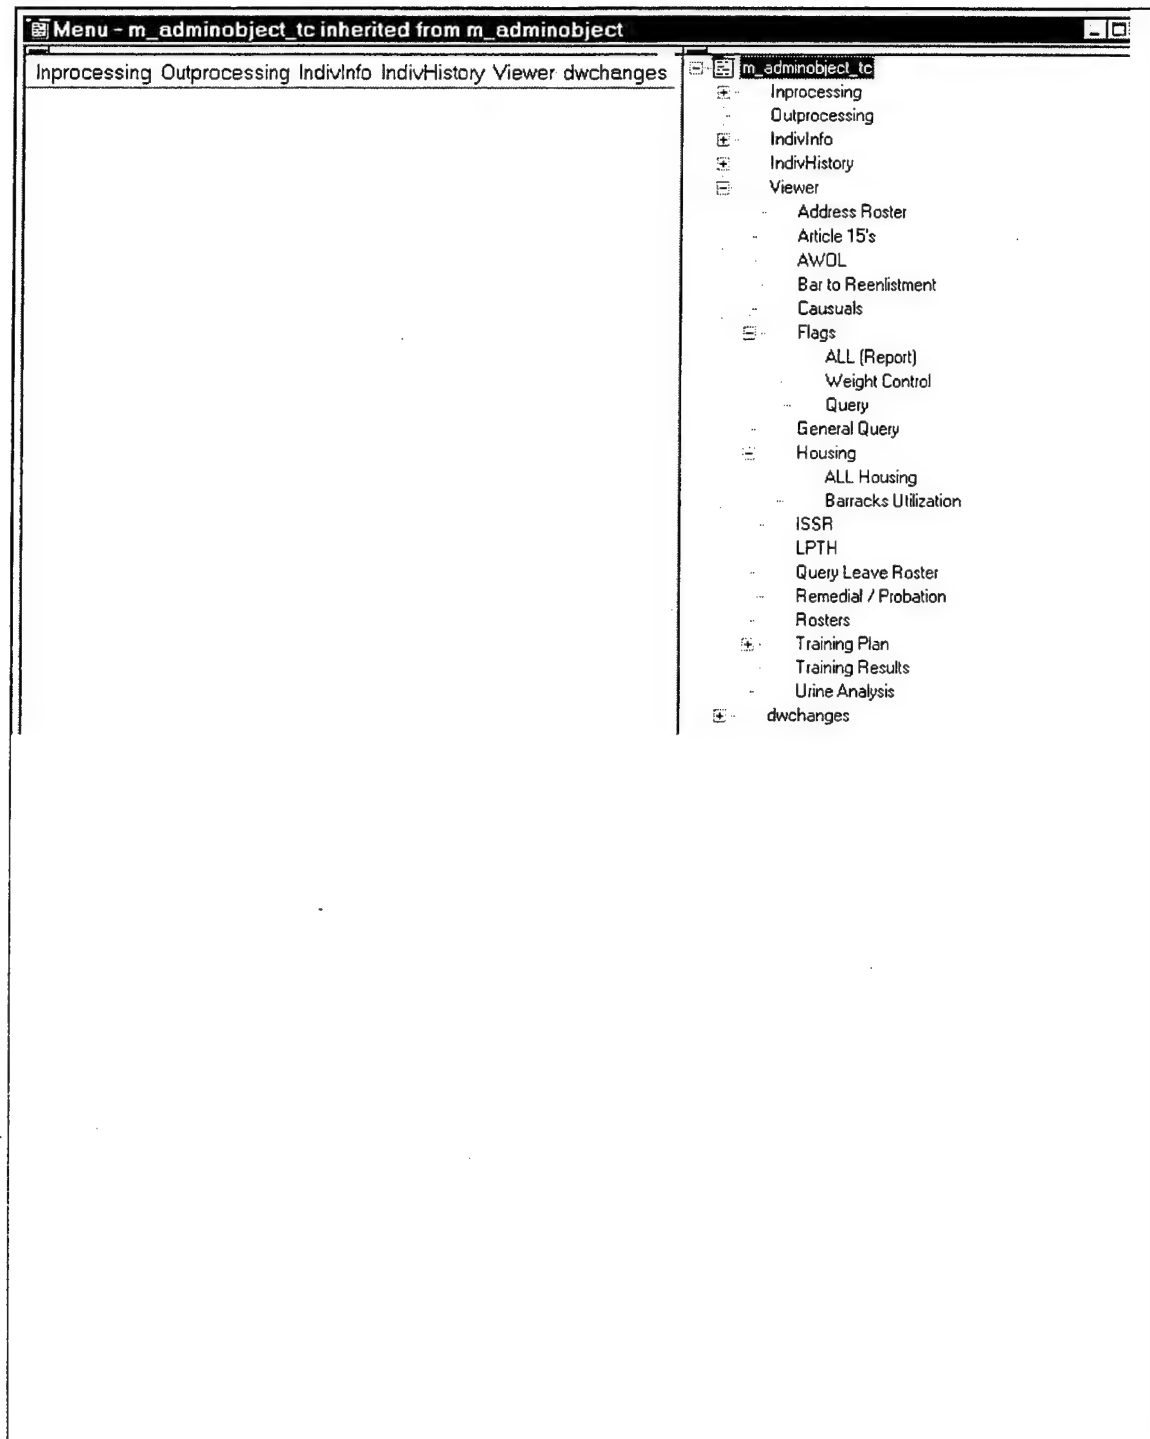 Menu - m_adminobject_tc inherited from m_adminobject
Inprocessing Outprocessing IndivInfo IndivHistory Viewer dwchanges
m_adminobject_tc
Inprocessing
Outprocessing
IndivInfo
IndivHistory
Viewer
Address Roster
Article 15's
AWOL
Bar to Reenlistment
Causuals
Flags
ALL (Report)
Weight Control
Query
General Query
Housing
ALL Housing
Barracks Utilization
ISSR
LPTH
Query Leave Roster
Remedial / Probation
Rosters
Training Plan
Training Results
Urine Analysis
dwchanges